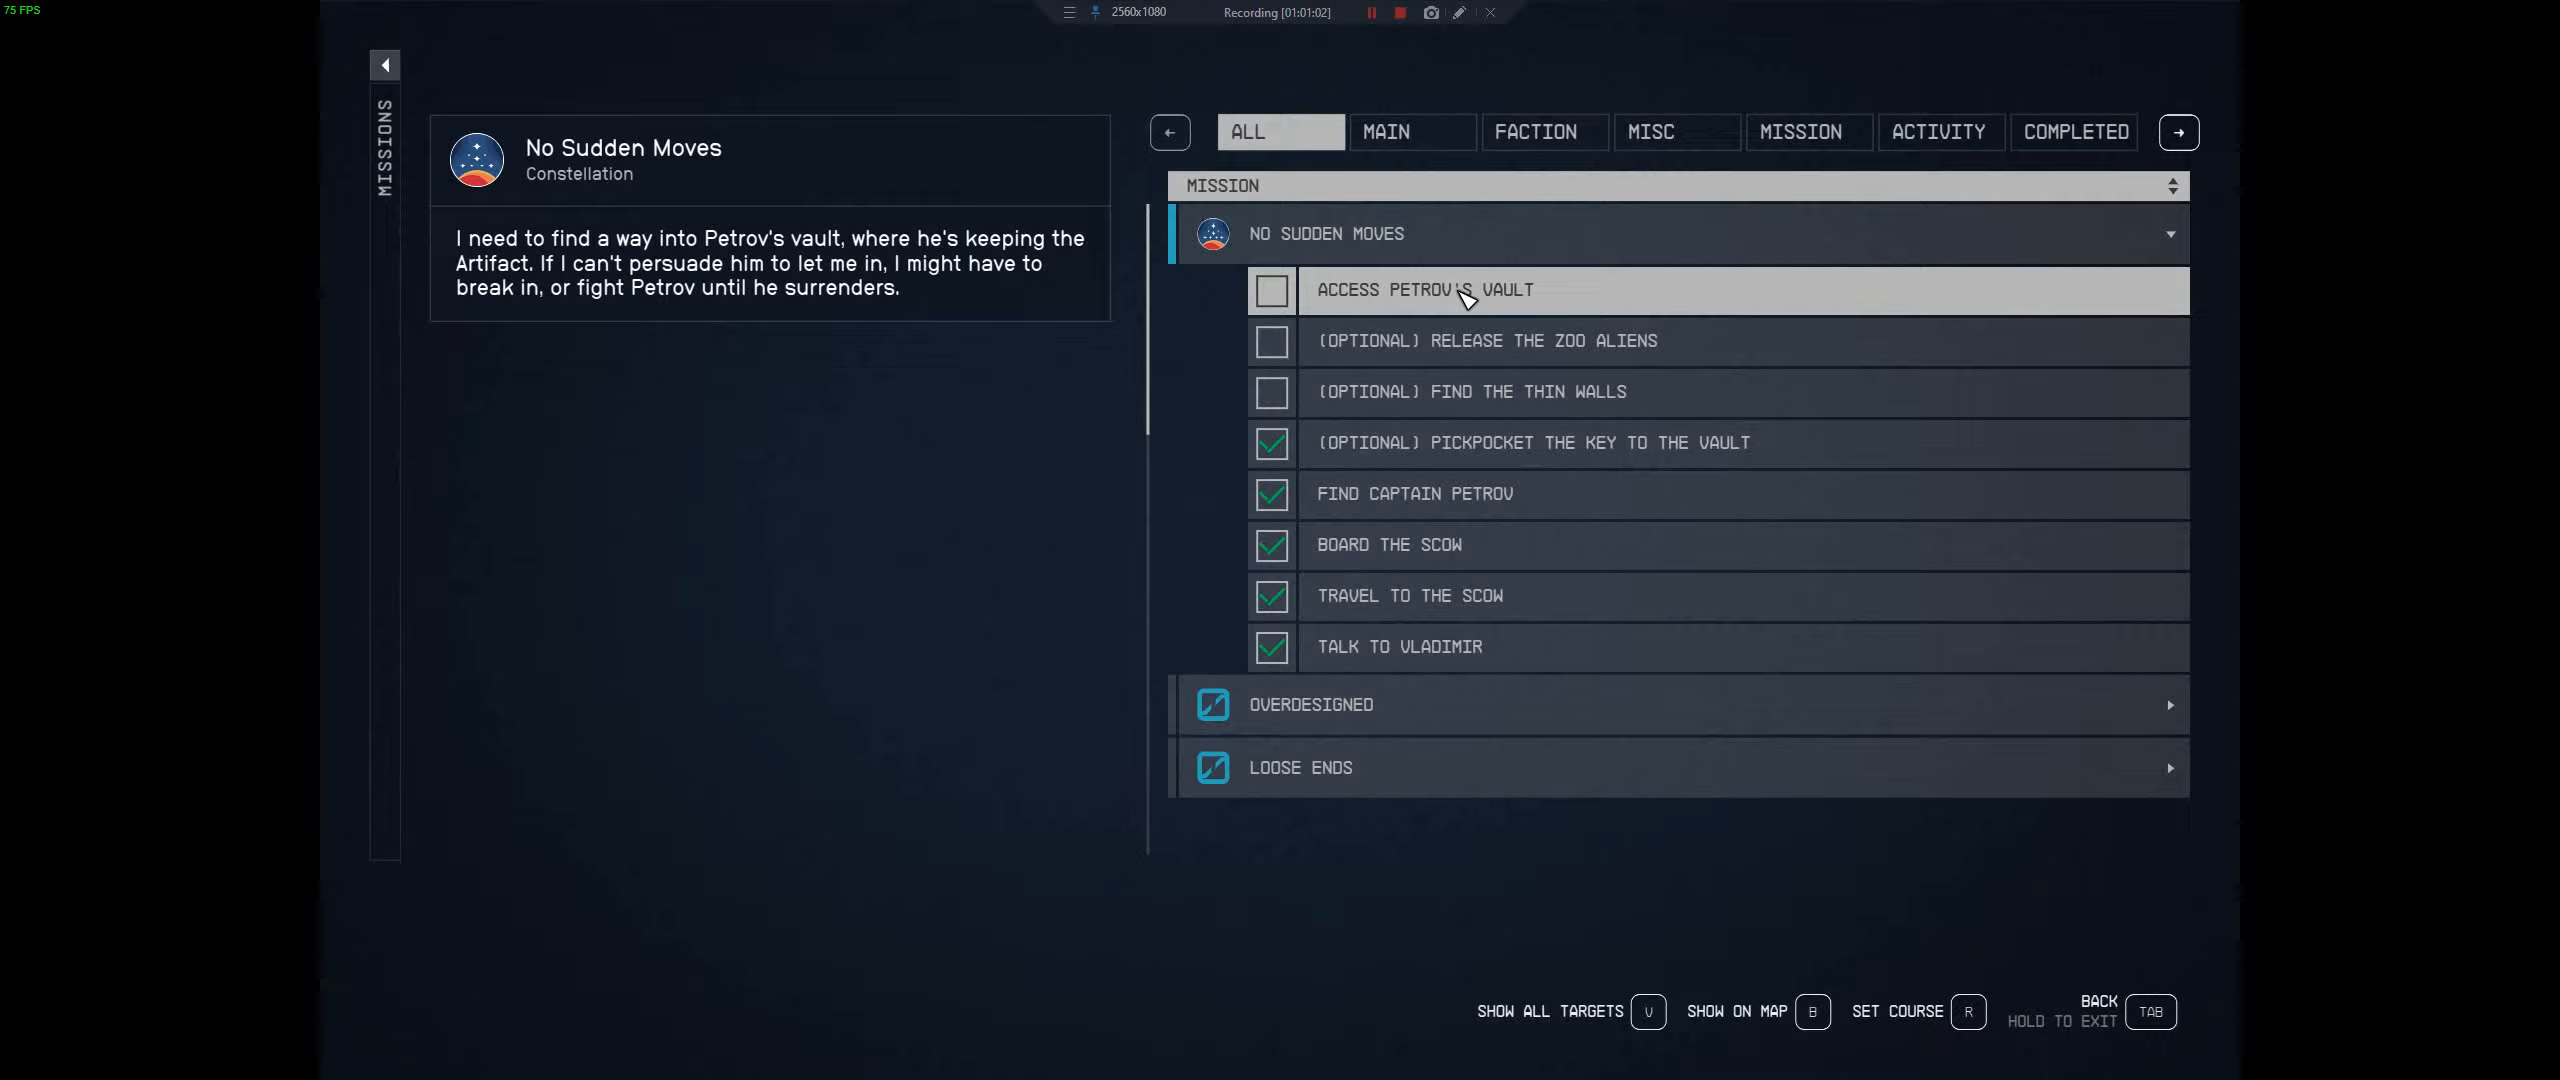 75 FPS
2560x1080
Recording [01:01:02]
MISSIONS
No Sudden Moves
Constellation
I need to find a way into Petrov's vault, where he's keeping the
Artifact. If I can't persuade him to let me in, I might have to
break in, or fight Petrov until he surrenders.
ALL
MAIN
FACTION
MISC
MISSION
ACTIVITY
COMPLETED
MISSION
NO SUDDEN MOVES
ACCESS PETROV'S VAULT
(OPTIONAL) RELEASE THE ZOO ALIENS
(OPTIONAL) FIND THE THIN WALLS
(OPTIONAL) PICKPOCKET THE KEY TO THE VAULT
FIND CAPTAIN PETROV
BOARD THE SCOW
TRAVEL TO THE SCOW
TALK TO VLADIMIR
OVERDESIGNED
LOOSE ENDS
SHOW ALL TARGETS V
SHOW ON MAP B
SET COURSE R
BACK
HOLD TO EXIT
TAB